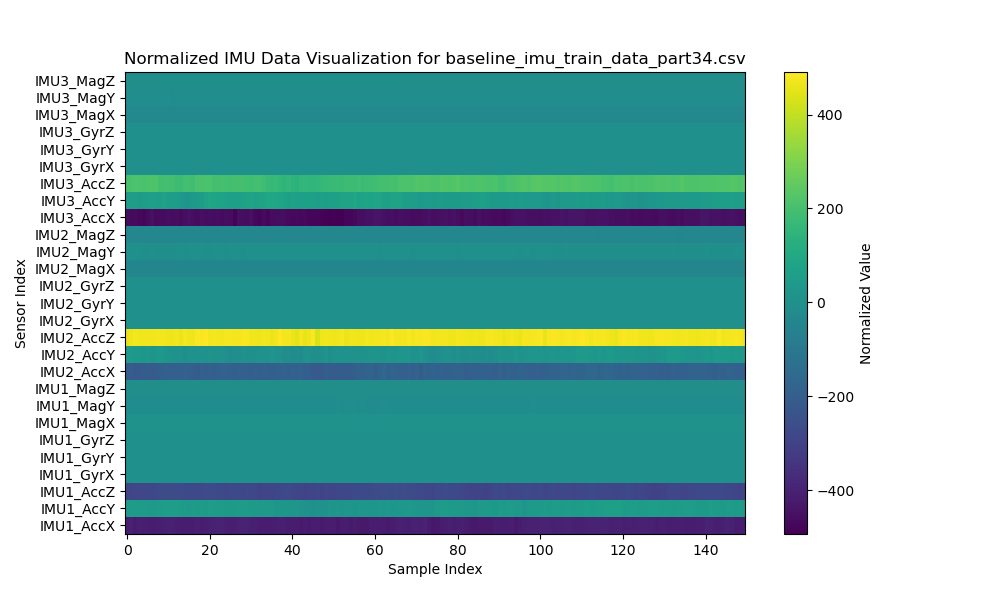 Normalized IMU Data Visualization for baseline_imu_train_data_part34.csv
IMU3_MagZ
IMU3_MagY
IMU3_MagX
IMU3_GyrZ
IMU3_GyrY
IMU3_GyrX
IMU3_AccZ
IMU3_AccY
IMU3_AccX
IMU2_MagZ
IMU2_MagY
IMU2_MagX
IMU2_GyrZ
IMU2_GyrY
IMU2_GyrX
IMU2_AccZ
IMU2_AccY
IMU2_AccX
IMU1_MagZ
IMU1_MagY
IMU1_MagX
IMU1_GyrZ
IMU1_GyrY
IMU1_GyrX
IMU1_AccZ
IMU1_AccY
IMU1_AccX
Sensor Index
0 20 40 60 80 100 120 140
Sample Index
400
200
0
−200
−400
Normalized Value